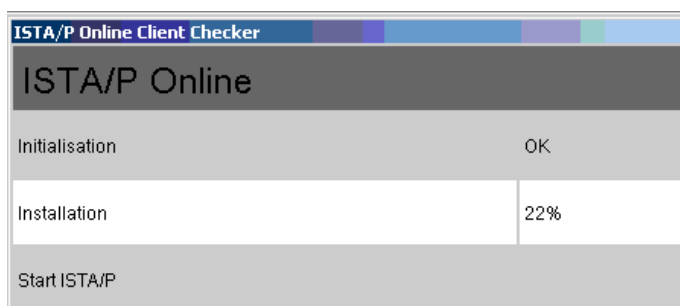 ISTA/P Online Client Checker
ISTA/P Online
Initialisation OK
Installation 22%
Start ISTA/P